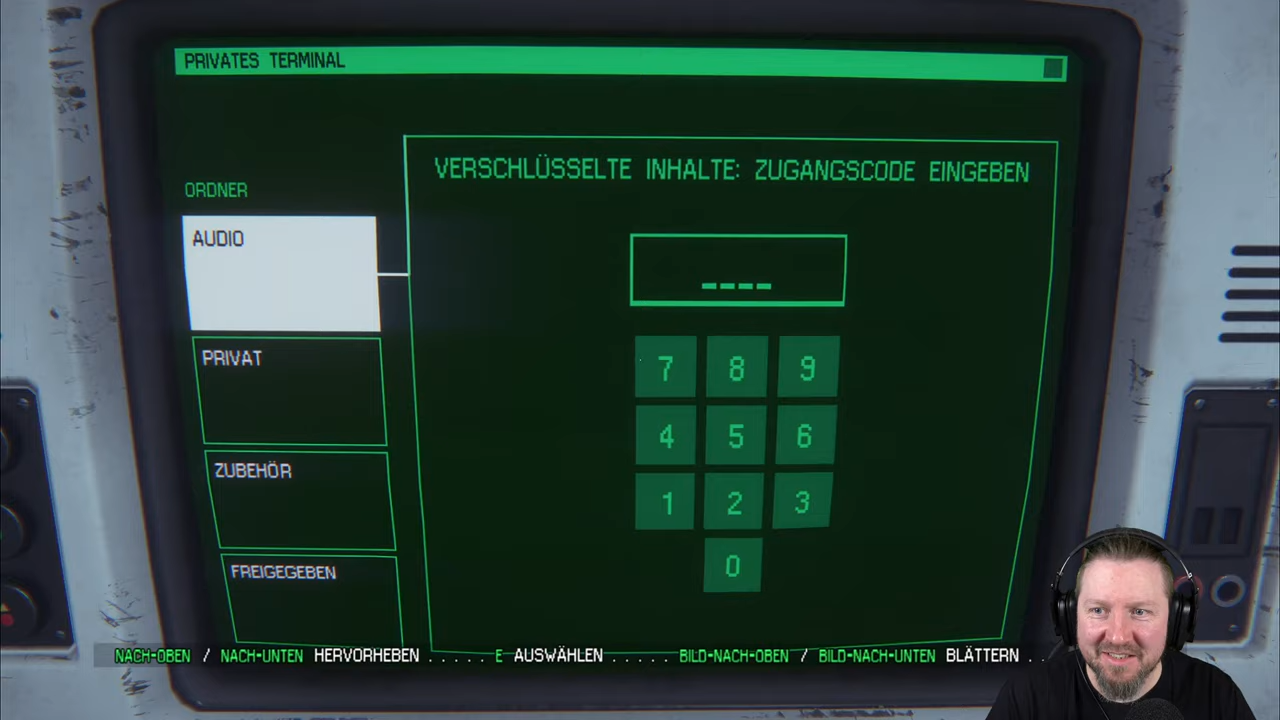 PRIVATES TERMINAL
VERSCHLÜSSELTE INHALTE: ZUGANGSCODE EINGEBEN
ORDNER
AUDIO
PRIVAT
ZUBEHÖR
FREIGEGEBEN
_ _ _ _
7 8 9
4 5 6
1 2 3
0
NACH-OBEN / NACH-UNTEN HERVORHEBEN ..... E AUSWÄHLEN ..... BILD-NACH-OBEN / BILD-NACH-UNTEN BLÄTTERN ..